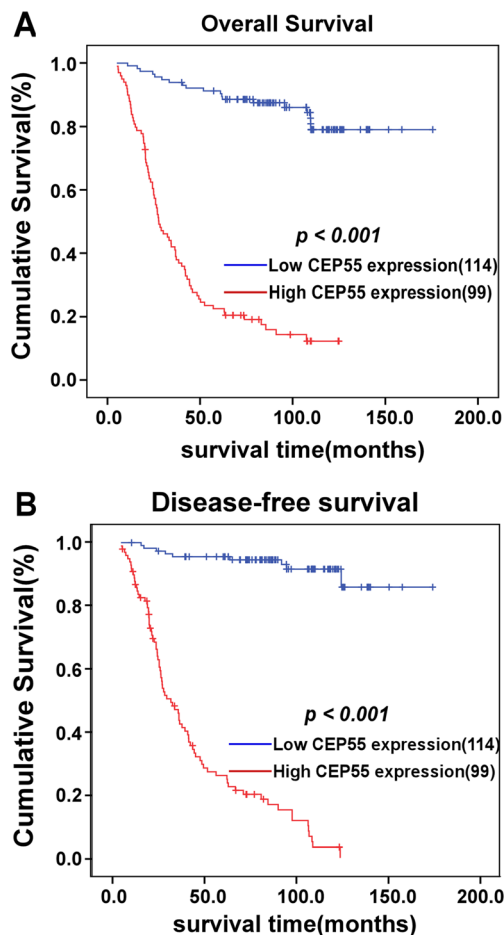 A
Overall Survival
Cumulative Survival(%)
1.0
0.8
0.6
0.4
0.2
0.0
p < 0.001
Low CEP55 expression(114)
High CEP55 expression(99)
0.0 50.0 100.0 150.0 200.0
survival time(months)
B
Disease-free survival
Cumulative Survival(%)
1.0
0.8
0.6
0.4
0.2
0.0
p < 0.001
Low CEP55 expression(114)
High CEP55 expression(99)
0.0 50.0 100.0 150.0 200.0
survival time(months)